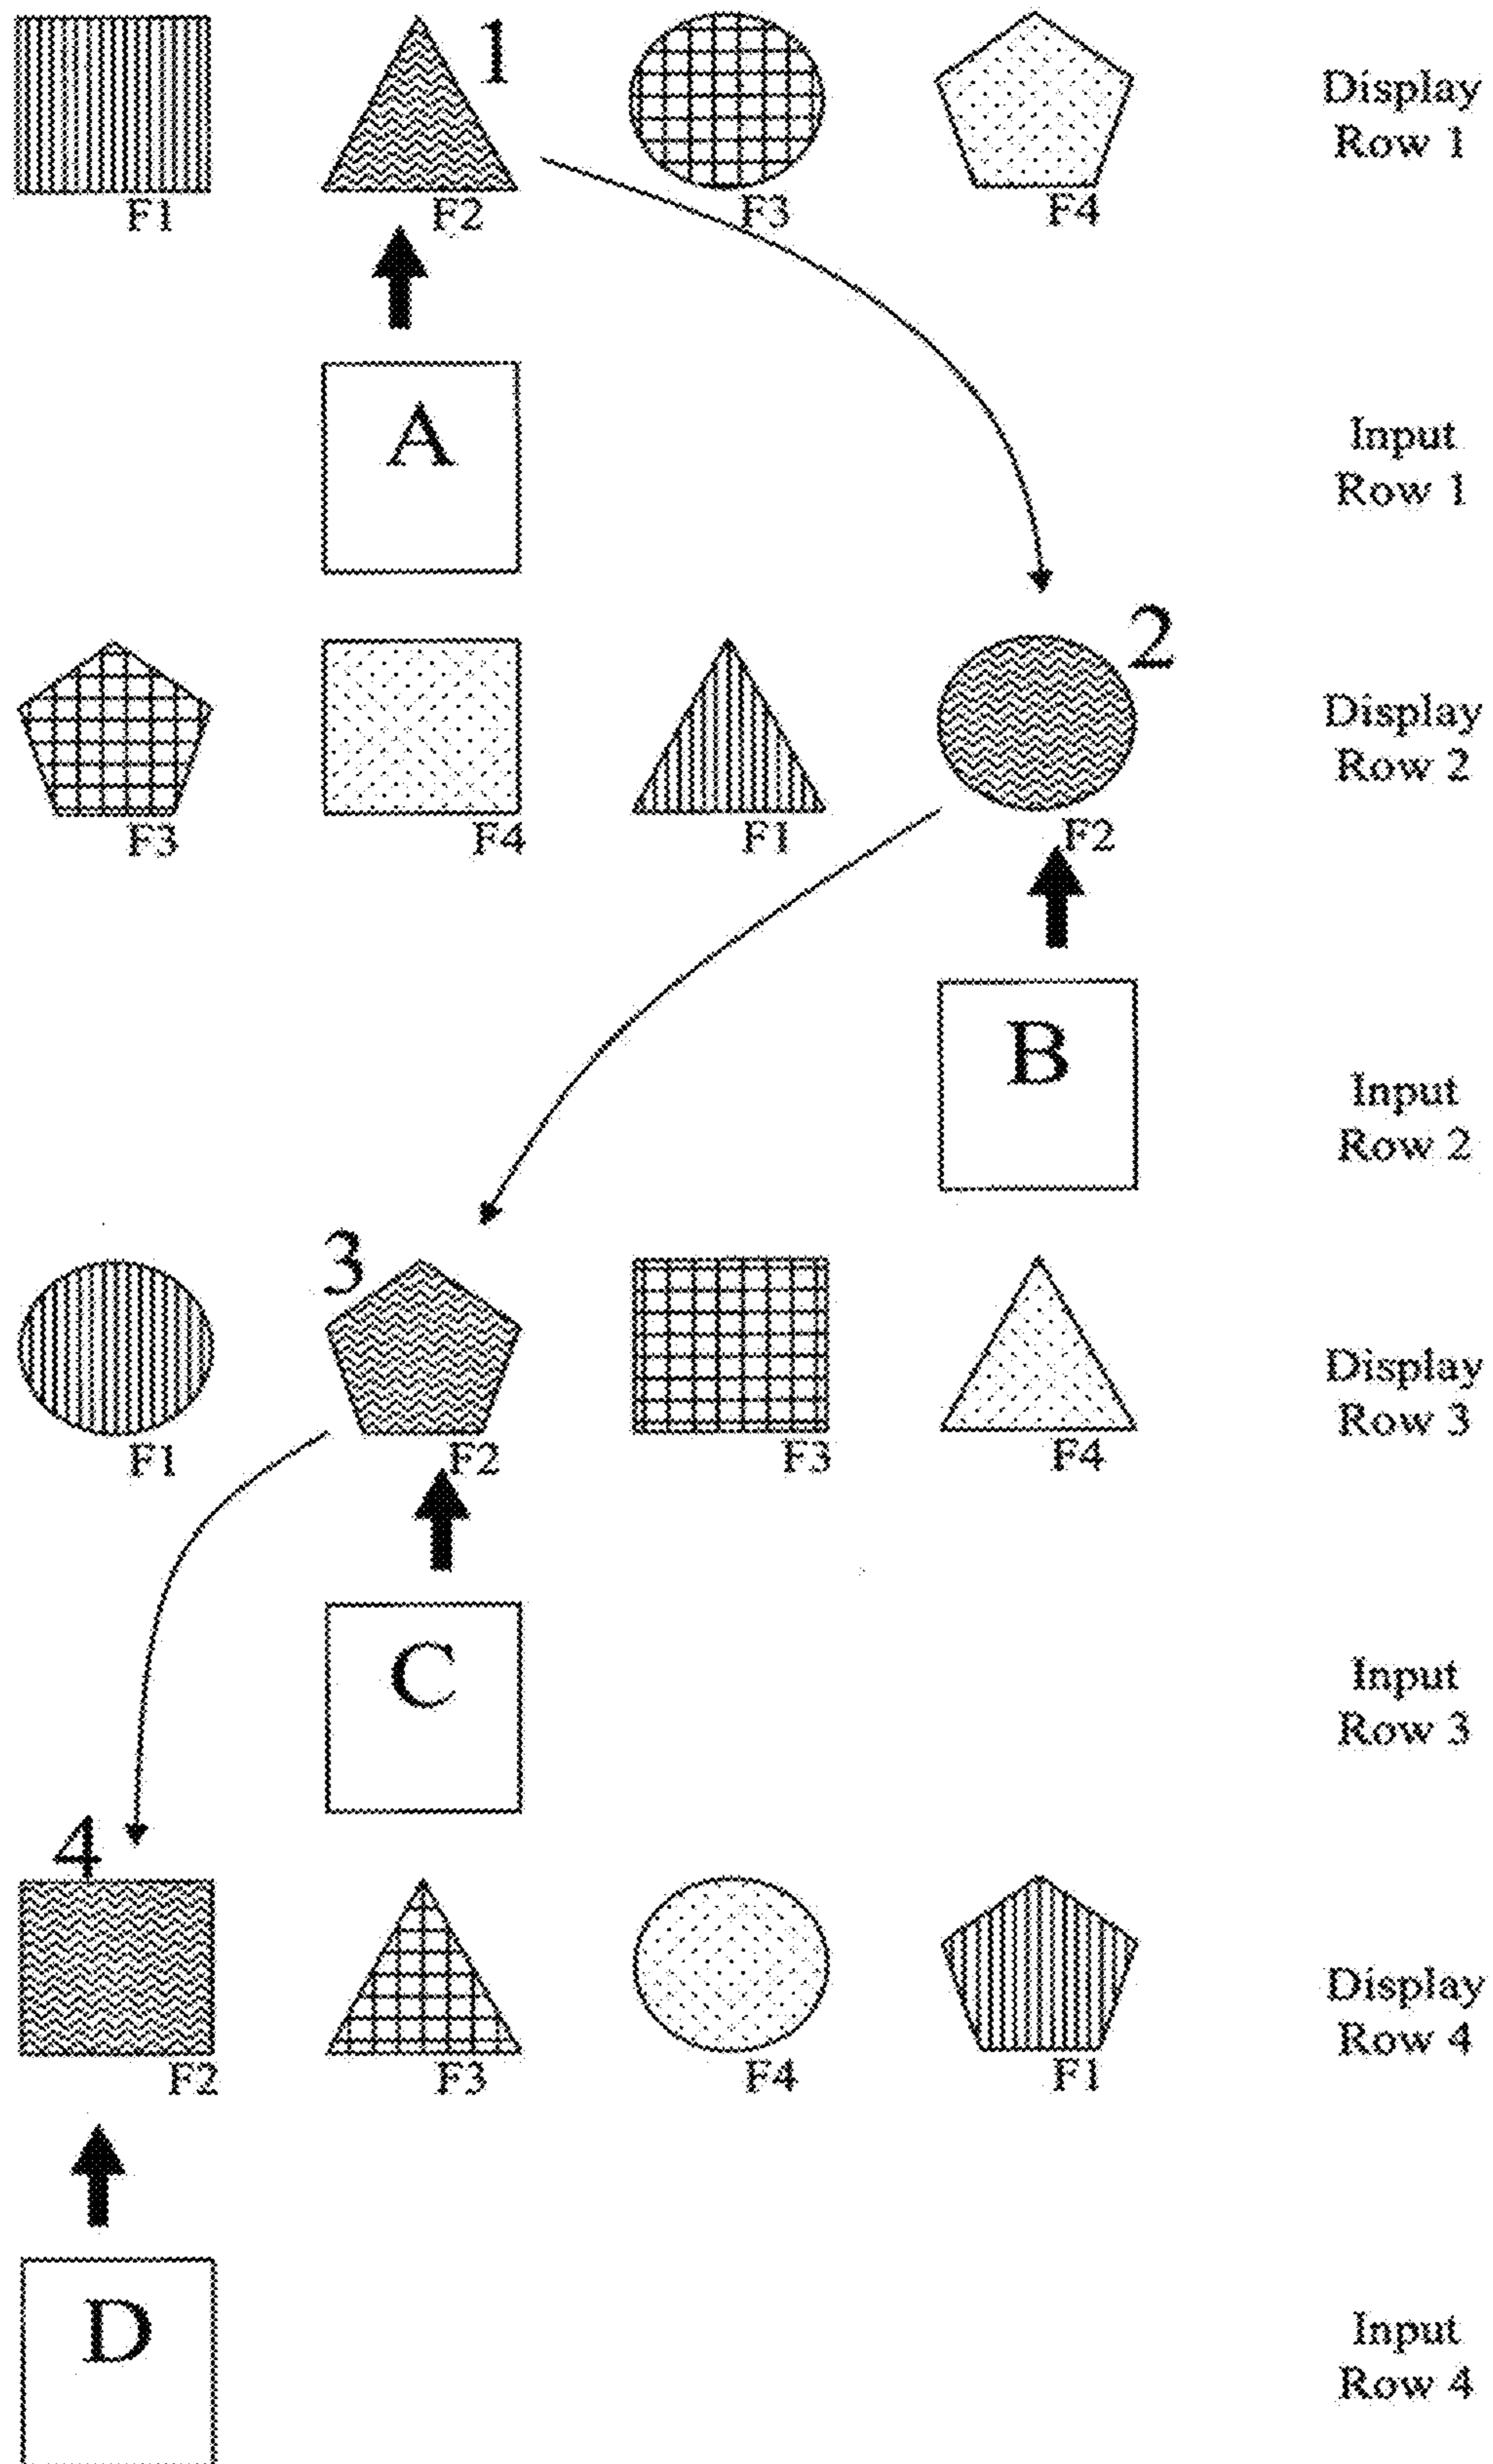 1
Display
Row 1
F1 F2 F3 F4
A
Input
Row 1
2
Display
Row 2
F3 F4 F1 F2
B
Input
Row 2
3
Display
Row 3
F1 F2 F3 F4
C
Input
Row 3
4
Display
Row 4
F2 F3 F4 F1
D
Input
Row 4